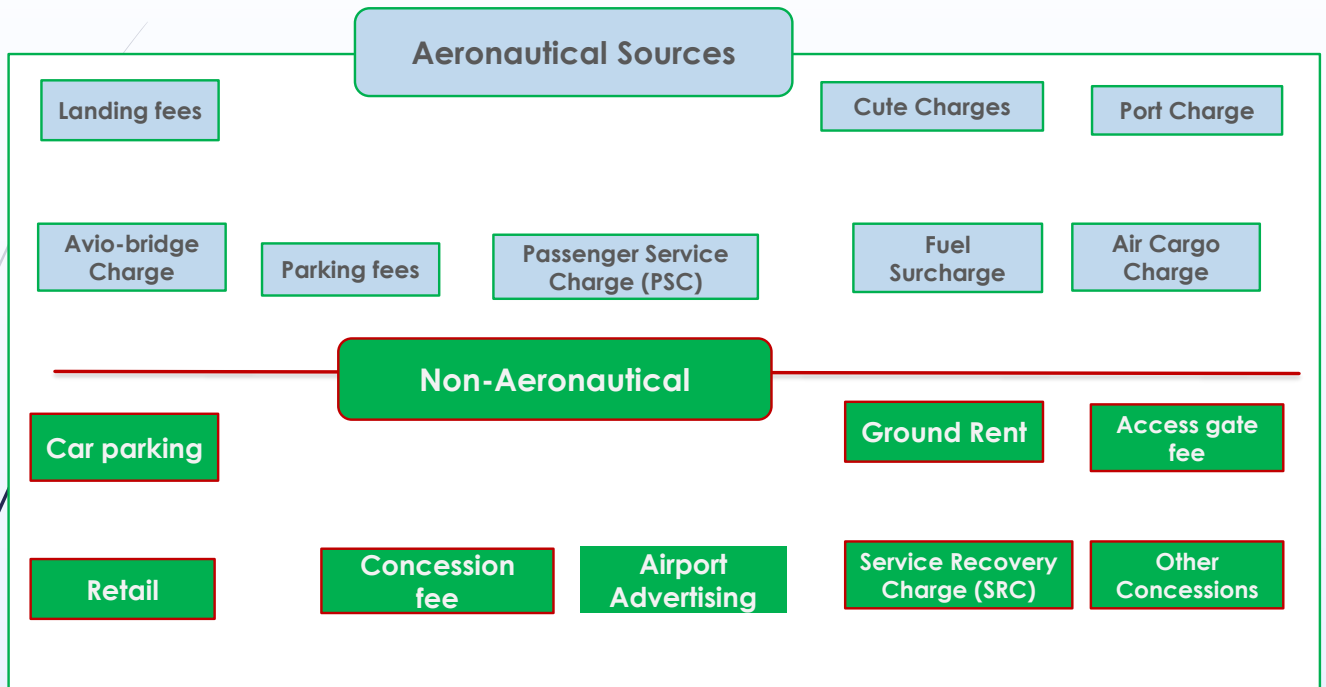 Aeronautical Sources
Landing fees
Cute Charges
Port Charge
Avio-bridge
Charge
Parking fees
Passenger Service
Charge (PSC)
Fuel
Surcharge
Air Cargo
Charge
Non-Aeronautical
Car parking
Ground Rent
Access gate
fee
Retail
Concession
fee
Airport
Advertising
Service Recovery
Charge (SRC)
Other
Concessions